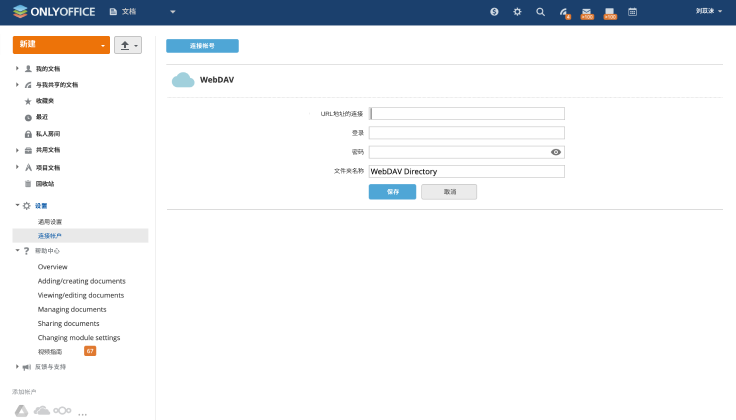 ONLYOFFICE 文档 刘双冰
4 >100 >100
新建
连接帐号
我的文档
与我共享的文档
收藏夹
最近
私人房间
共用文档
项目文档
回收站
设置
通用设置
连接帐户
帮助中心
Overview
Adding/creating documents
Viewing/editing documents
Managing documents
Sharing documents
Changing module settings
视频指南 67
反馈与支持
添加帐户
WebDAV
URL地址的连接
登录
密码
文件夹名称 WebDAV Directory
保存 取消